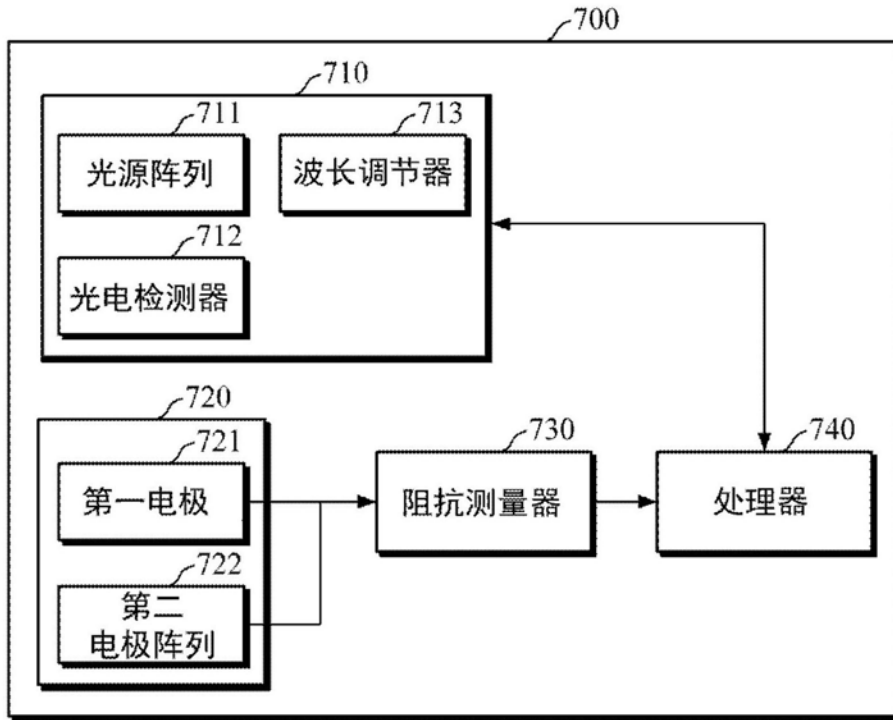 700
710
711
光源阵列
713
波长调节器
712
光电检测器
720
721
第一电极
722
第二
电极阵列
730
阻抗测量器
740
处理器